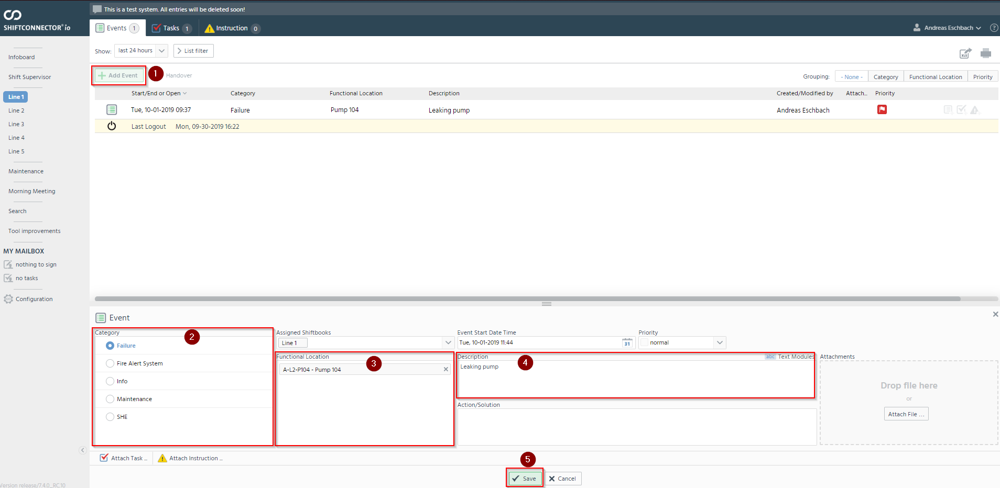 This is a test system. All entries will be deleted soon!
SHIFTCONNECTOR® io
Events 1
Tasks 1
Instruction 0
Andreas Eschbach
?
Show: last 24 hours
List filter
XLS
Add Event
1
Handover
Grouping: - None - Category Functional Location Priority
Start/End or Open Category Functional Location Description Created/Modified by Attach... Priority
Tue, 10-01-2019 09:37 Failure Pump 104 Leaking pump Andreas Eschbach
Last Logout Mon, 09-30-2019 16:22
Infoboard
Shift Supervisor
Line 1
Line 2
Line 3
Line 4
Line 5
Maintenance
Morning Meeting
Search
Tool improvements
MY MAILBOX
nothing to sign
no tasks
Configuration
Version release/7.4.0_RC.10
Event
Category
2
Failure
Fire Alert System
Info
Maintenance
SHE
Assigned Shiftbooks
Line 1
Functional Location
3
A-L2-P104 - Pump 104
Event Start Date Time
Tue, 10-01-2019 11:44
31
Priority
normal
Description
4
abc Text Modules
Leaking pump
Action/Solution
Attachments
Drop file here
or
Attach File ...
Attach Task ...
Attach Instruction ...
5
Save
Cancel